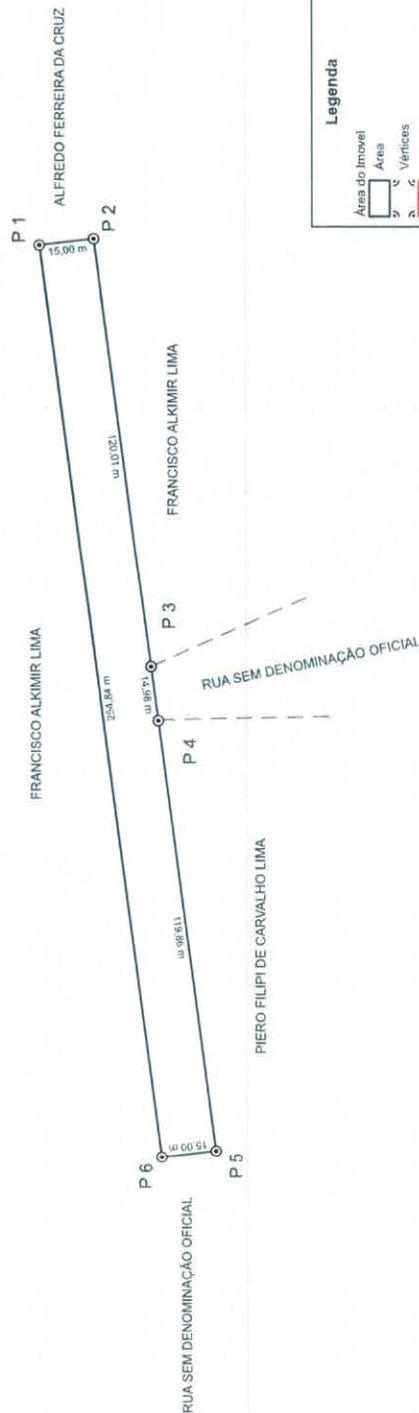 ALFREDO FERREIRA DA CRUZ
P 1
15,00 m
P 2
FRANCISCO ALKIMIR LIMA
254,84 m
120,01 m
FRANCISCO ALKIMIR LIMA
P 3
14,98 m
P 4
RUA SEM DENOMINAÇÃO OFICIAL
119,86 m
PIERO FILIPI DE CARVALHO LIMA
P 6
15,00 m
P 5
RUA SEM DENOMINAÇÃO OFICIAL
Legenda
Área do Imovel
Área
Vértices